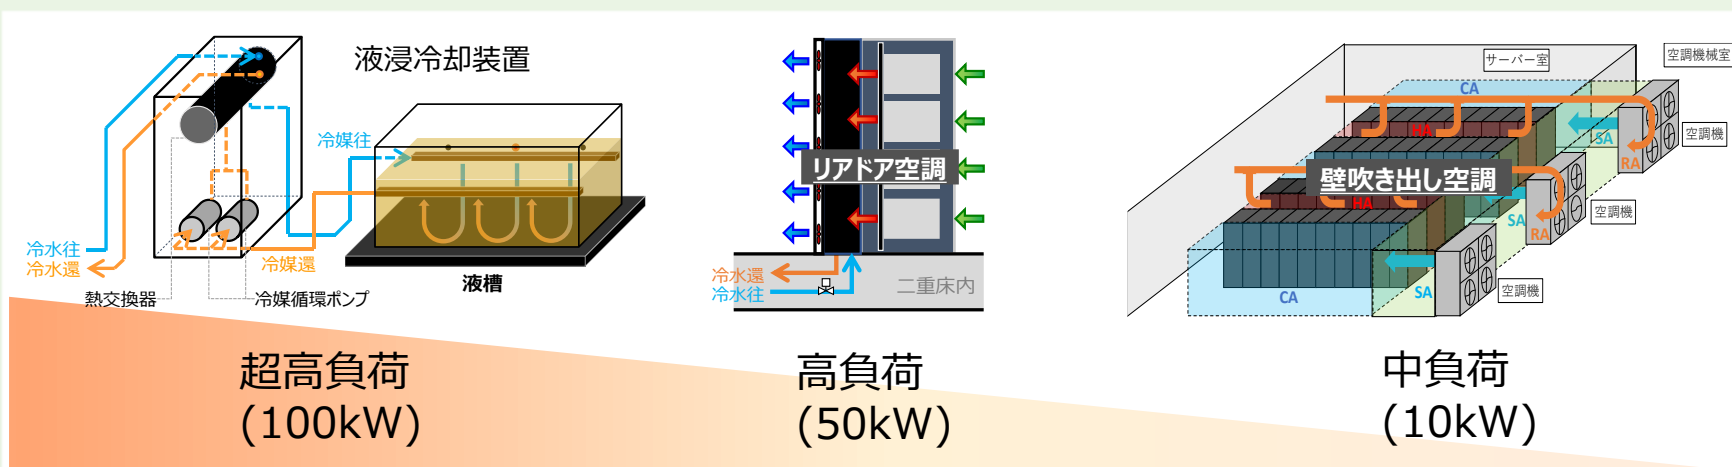 液浸冷却装置
冷媒往
冷水往
冷水還
冷媒還
熱交換器
冷媒循環ポンプ
液槽
超高負荷
(100kW)
リアドア空調
冷水還
冷水往
二重床内
高負荷
(50kW)
サーバー室
空調機械室
CA
HA
SA
RA
空調機
壁吹き出し空調
HA
SA
RA
空調機
CA
SA
空調機
中負荷
(10kW)